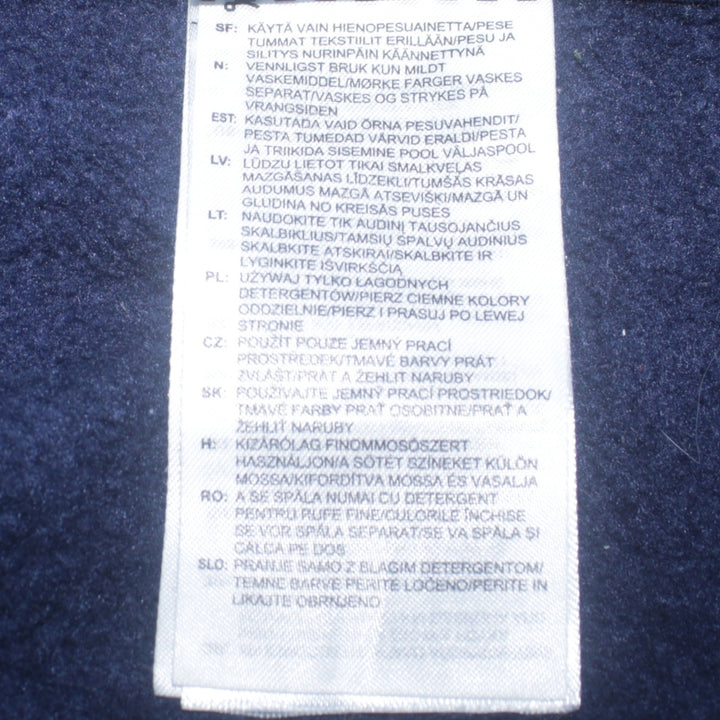 SF: KÄYTÄ VAIN HIENOPESUAINETTA/PESE
TUMMAT TEKSTIILIT ERILLÄÄN/PESU JA
SILITYS NURINPÄIN KÄÄNNETTYNÄ
N: VENNLIGST BRUK KUN MILDT
VASKEMIDDEL/MØRKE FARGER VASKES
SEPARAT/VASKES OG STRYKES PÅ
VRANGSIDEN
EST: KASUTADA VAID ÕRNA PESUVAHENDIT/
PESTA TUMEDAD VÄRVID ERALDI/PESTA
JA TRIIKIDA SISEMINE POOL VÄLJASPOOL
LV: LŪDZU LIETOT TIKAI SMALKVEĻAS
MAZGĀŠANAS LĪDZEKLI/TUMŠĀS KRĀSAS
AUDUMUS MAZGĀ ATSEVIŠĶI/MAZGĀ UN
GLUDINA NO KREISĀS PUSES
LT: NAUDOKITE TIK AUDINĮ TAUSOJANČIUS
SKALBIKLIUS/TAMSIŲ SPALVŲ AUDINIUS
SKALBKITE ATSKIRAI/SKALBKITE IR
LYGINKITE IŠVIRKŠČIĄ
PL: UŻYWAJ TYLKO ŁAGODNYCH
DETERGENTÓW/PIERZ CIEMNE KOLORY
ODDZIELNIE/PIERZ I PRASUJ PO LEWEJ
STRONIE
CZ: POUŽÍT POUZE JEMNÝ PRACÍ
PROSTŘEDEK/TMAVÉ BARVY PRÁT
ZVLÁŠŤ/PRÁT A ŽEHLIT NARUBY
SK: POUŽÍVAJTE JEMNÝ PRACÍ PROSTRIEDOK/
TMAVÉ FARBY PRAŤ OSOBITNE/PRAŤ A
ŽEHLIŤ NARUBY
H: KIZÁRÓLAG FINOMMOSÓSZERT
HASZNÁLJON/A SÖTÉT SZÍNEKET KÜLÖN
MOSSA/KIFORDÍTVA MOSSA ÉS VASALJA
RO: A SE SPĂLA NUMAI CU DETERGENT
PENTRU RUFE FINE/CULORILE ÎNCHISE
SE VOR SPĂLA SEPARAT/SE VA SPĂLA ȘI
CĂLCA PE DOS
SLO: PRANJE SAMO Z BLAGIM DETERGENTOM/
TEMNE BARVE PERITE LOČENO/PERITE IN
LIKAJTE OBRNJENO